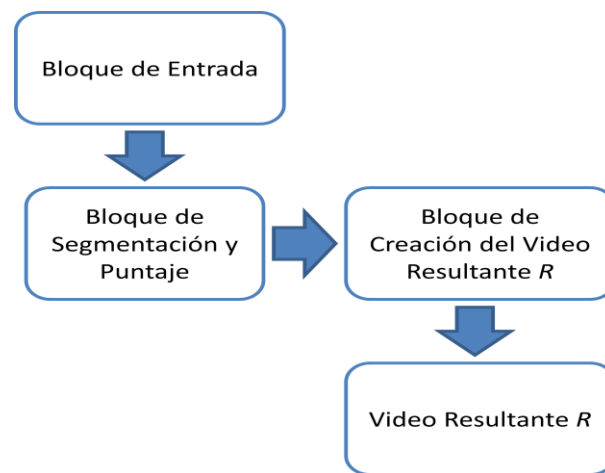 Bloque de Entrada
Bloque de
Segmentación y
Puntaje
Bloque de
Creación del Video
Resultante R
Video Resultante R